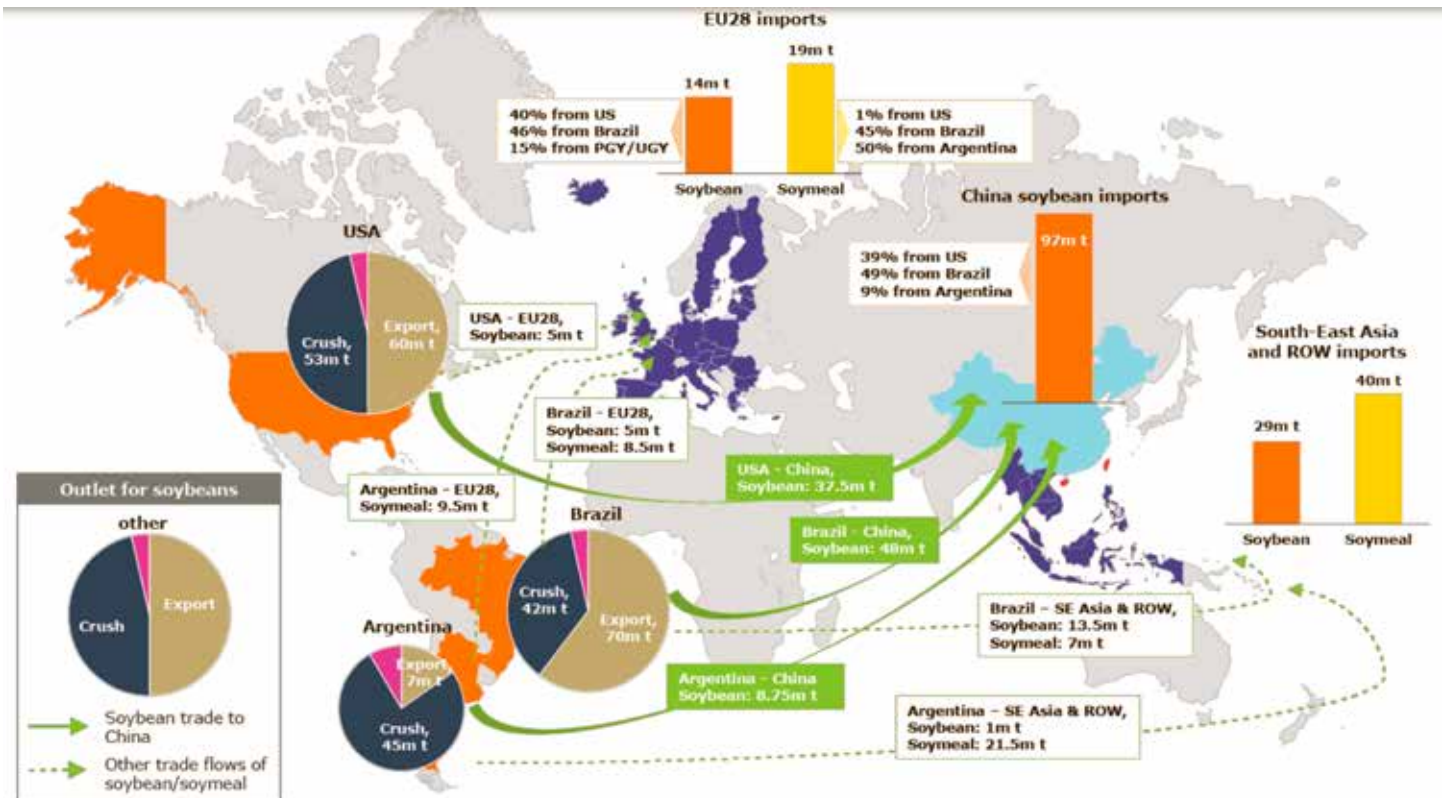 EU28 imports
19m t
14m t
40% from US
46% from Brazil
15% from PGY/UGY
1% from US
45% from Brazil
50% from Argentina
Soybean
Soymeal
China soybean imports
97m t
39% from US
49% from Brazil
9% from Argentina
USA
Crush,
53m t
Export,
60m t
USA - EU28,
Soybean: 5m t
South-East Asia
and ROW imports
40m t
29m t
Soybean
Soymeal
Brazil - EU28,
Soybean: 5m t
Soymeal: 8.5m t
USA - China,
Soybean: 37.5m t
Argentina - EU28,
Soymeal: 9.5m t
Brazil
Crush,
42m t
Export,
70m t
Brazil - China,
Soybean: 48m t
Outlet for soybeans
other
Crush
Export
Soybean trade to
China
Other trade flows of
soybean/soymeal
Argentina
Export
7m t
Crush,
45m t
Argentina - China
Soybean: 8.75m t
Brazil – SE Asia & ROW,
Soybean: 13.5m t
Soymeal: 7m t
Argentina – SE Asia & ROW,
Soybean: 1m t
Soymeal: 21.5m t